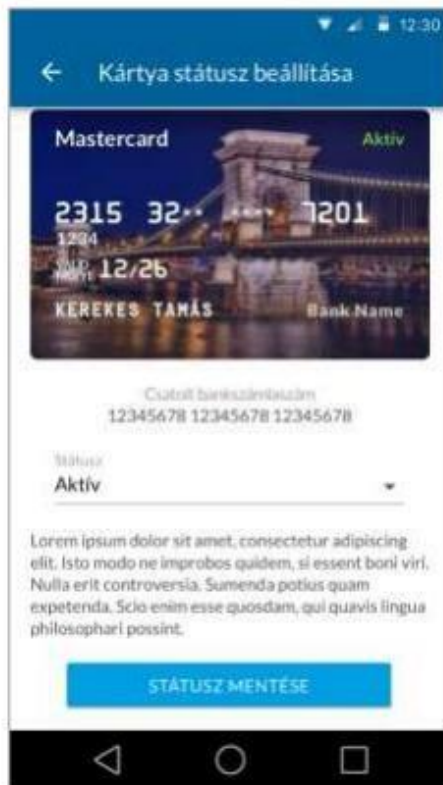 12:30
Kártya státusz beállítása
Mastercard Aktív
2315 32** **** 7201
1234
12/26
KEREKES TAMÁS Bank Name
Csatolt bankszámlaszám
12345678 12345678 12345678
Státusz
Aktív
Lorem ipsum dolor sit amet, consectetur adipiscing
elit. Isto modo ne improbos quidem, si essent boni viri.
Nulla erit controversia. Sumenda potius quam
expetenda. Scio enim esse quosdam, qui quavis lingua
philosophari possint.
STÁTUSZ MENTÉSE